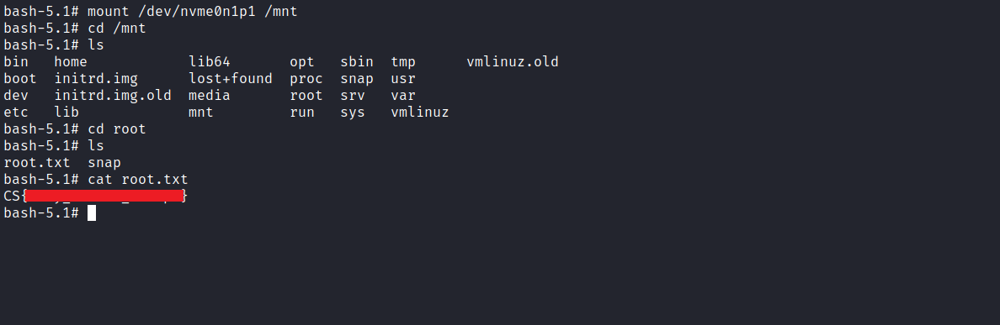 bash-5.1# mount /dev/nvme0n1p1 /mnt
bash-5.1# cd /mnt
bash-5.1# ls
bin   home            lib64       opt   sbin  tmp      vmlinuz.old
boot  initrd.img      lost+found  proc  snap  usr
dev   initrd.img.old  media       root  srv   var
etc   lib             mnt         run   sys   vmlinuz
bash-5.1# cd root
bash-5.1# ls
root.txt  snap
bash-5.1# cat root.txt
CS{ }
bash-5.1#